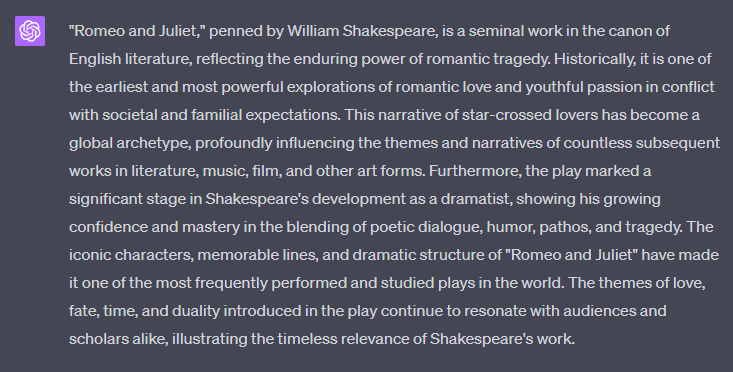 "Romeo and Juliet," penned by William Shakespeare, is a seminal work in the canon of
English literature, reflecting the enduring power of romantic tragedy. Historically, it is one of
the earliest and most powerful explorations of romantic love and youthful passion in conflict
with societal and familial expectations. This narrative of star-crossed lovers has become a
global archetype, profoundly influencing the themes and narratives of countless subsequent
works in literature, music, film, and other art forms. Furthermore, the play marked a
significant stage in Shakespeare's development as a dramatist, showing his growing
confidence and mastery in the blending of poetic dialogue, humor, pathos, and tragedy. The
iconic characters, memorable lines, and dramatic structure of "Romeo and Juliet" have made
it one of the most frequently performed and studied plays in the world. The themes of love,
fate, time, and duality introduced in the play continue to resonate with audiences and
scholars alike, illustrating the timeless relevance of Shakespeare's work.